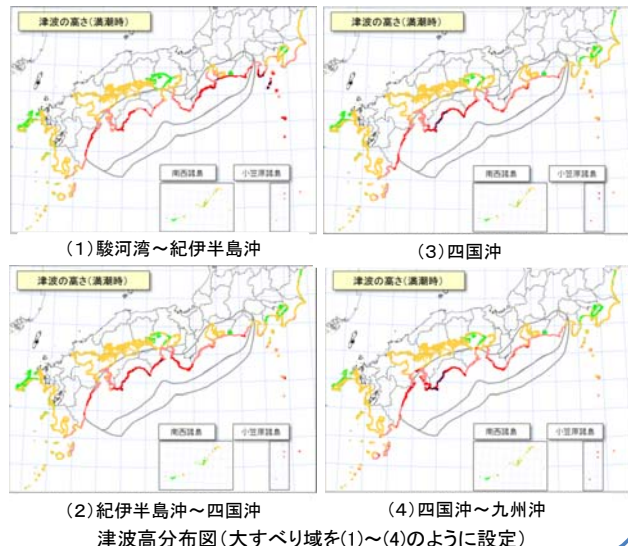 津波の高さ(満潮時)
南西諸島
小笠原諸島
(1)駿河湾～紀伊半島沖
津波の高さ(満潮時)
南西諸島
小笠原諸島
(3)四国沖
津波の高さ(満潮時)
南西諸島
小笠原諸島
(2)紀伊半島沖～四国沖
津波の高さ(満潮時)
南西諸島
小笠原諸島
(4)四国沖～九州沖
津波高分布図(大すべり域を(1)～(4)のように設定)